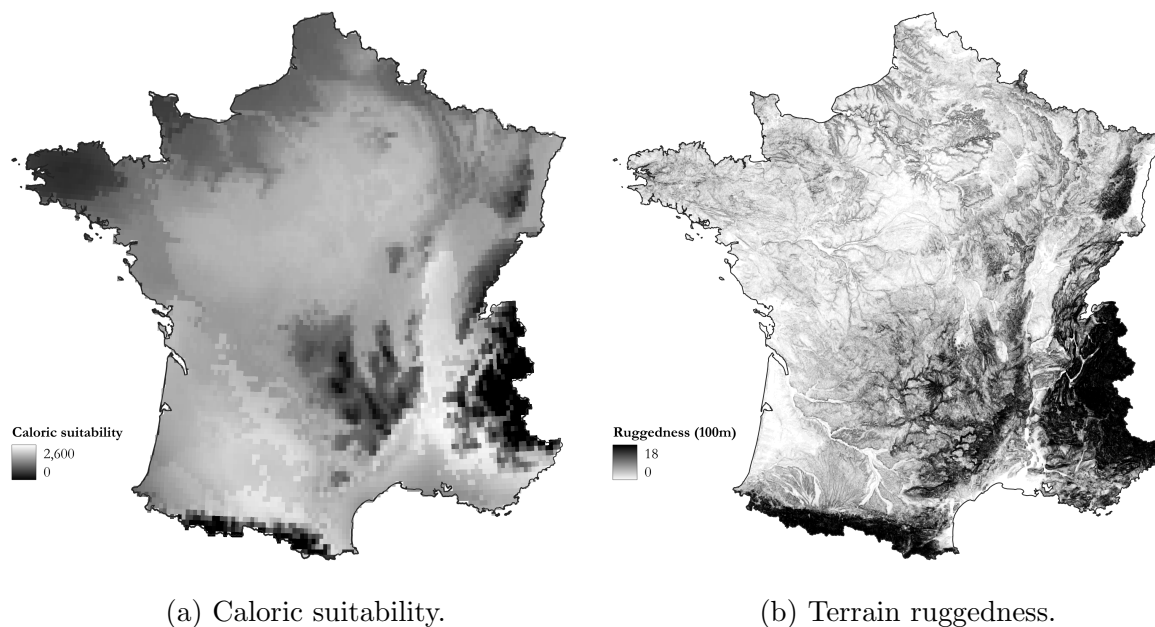 Caloric suitability
2,600
0
Ruggedness (100m)
18
0
(a) Caloric suitability.
(b) Terrain ruggedness.